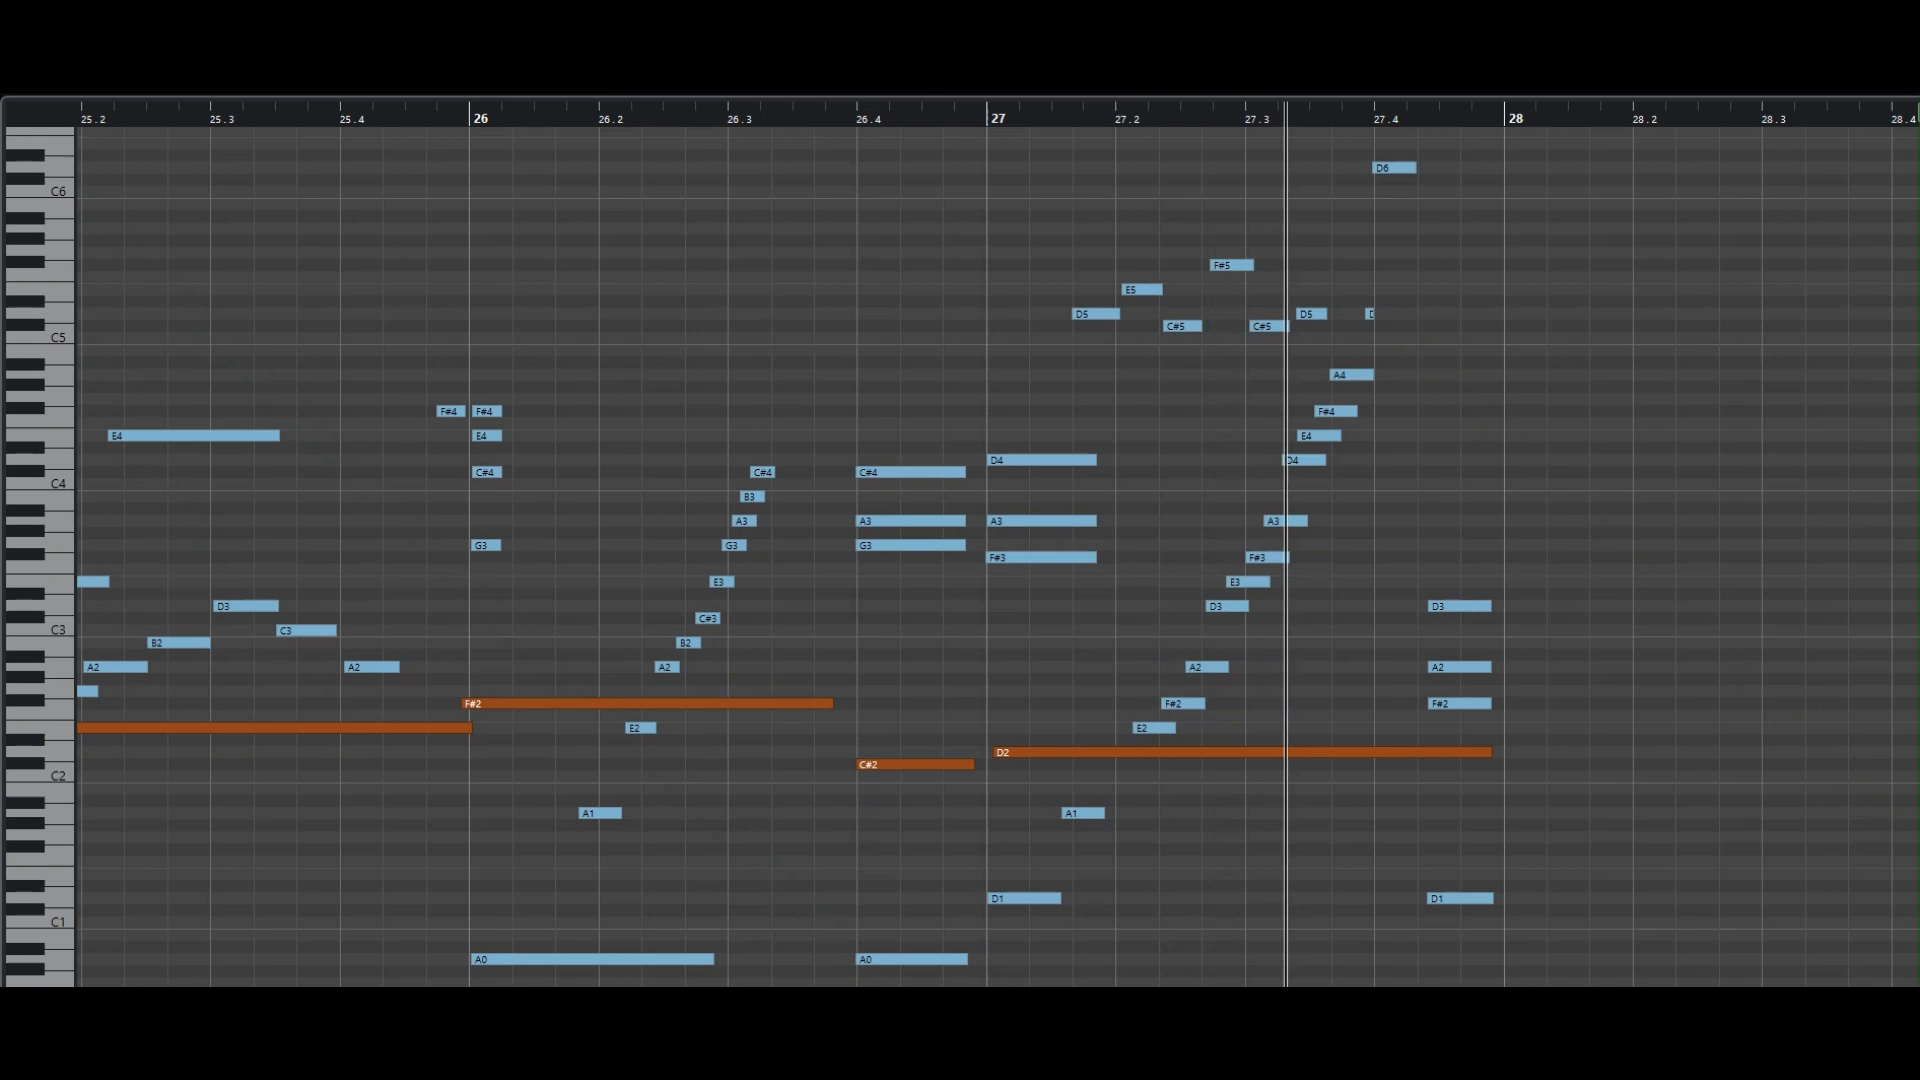 25.2 25.3 25.4 26 26.2 26.3 26.4 27 27.2 27.3 27.4 28 28.2 28.3 28.4
D6
C6
F#5
E5
D5 D5
C#5 C#5
C5
A4
F#4 F#4 F#4
E4 E4 E4
D4 D4
C#4 C#4 C#4
C4
B3
A3 A3 A3 A3
G3 G3 G3
F#3 F#3
E3 E3
D3 D3 D3
C#3
C3 C3
B2 B2
A2 A2 A2 A2 A2
F#2 F#2 F#2
E2 E2
D2
C#2
C2
A1 A1
D1 D1
C1
A0 A0